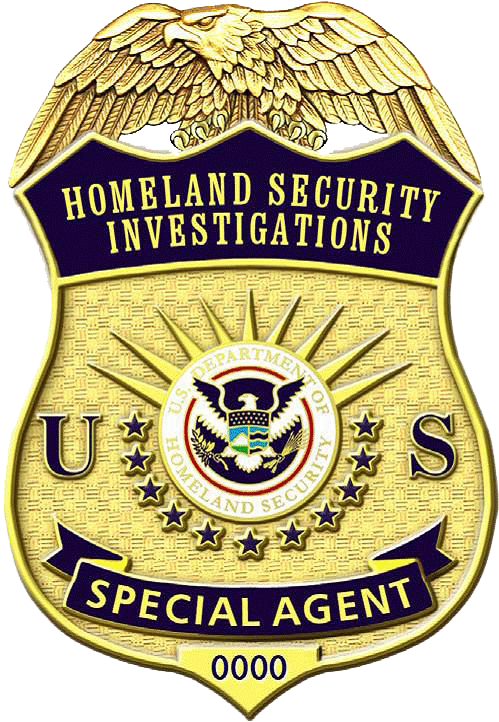 HOMELAND SECURITY
INVESTIGATIONS
U.S. DEPARTMENT OF
HOMELAND SECURITY
U S
SPECIAL AGENT
0000